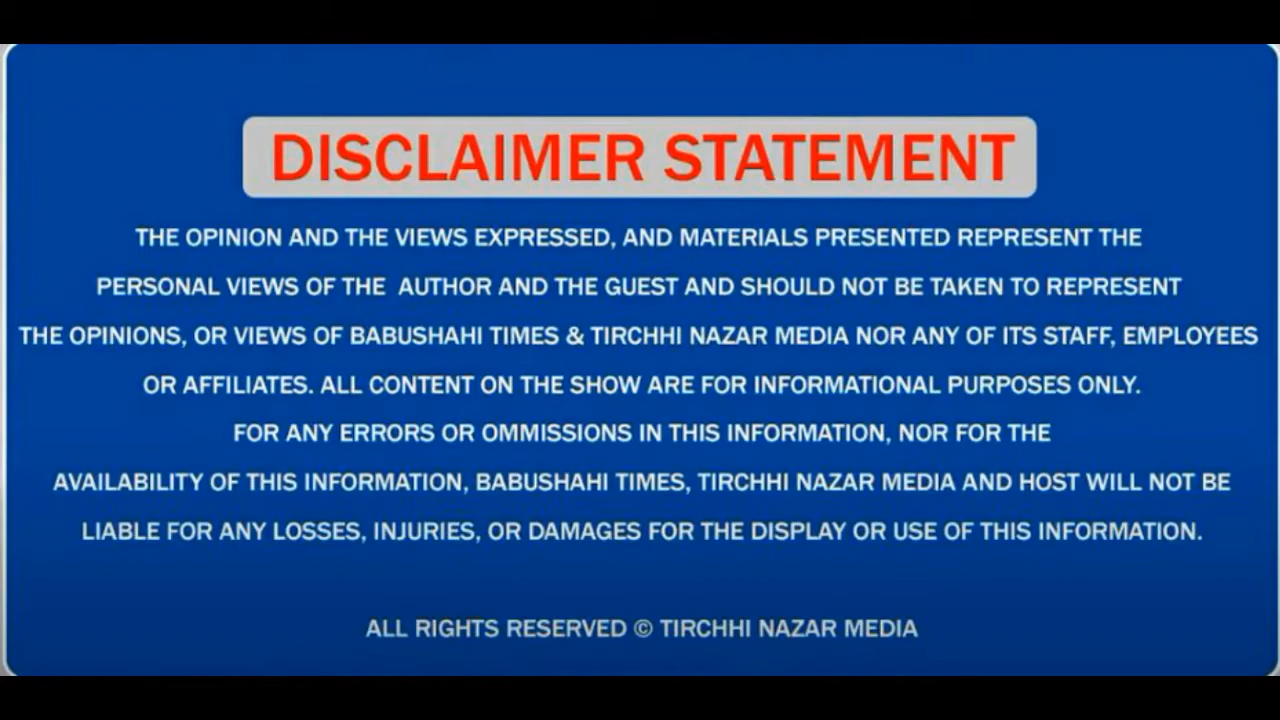 DISCLAIMER STATEMENT
THE OPINION AND THE VIEWS EXPRESSED, AND MATERIALS PRESENTED REPRESENT THE
PERSONAL VIEWS OF THE AUTHOR AND THE GUEST AND SHOULD NOT BE TAKEN TO REPRESENT
THE OPINIONS, OR VIEWS OF BABUSHAHI TIMES & TIRCHHI NAZAR MEDIA NOR ANY OF ITS STAFF, EMPLOYEES
OR AFFILIATES. ALL CONTENT ON THE SHOW ARE FOR INFORMATIONAL PURPOSES ONLY.
FOR ANY ERRORS OR OMMISSIONS IN THIS INFORMATION, NOR FOR THE
AVAILABILITY OF THIS INFORMATION, BABUSHAHI TIMES, TIRCHHI NAZAR MEDIA AND HOST WILL NOT BE
LIABLE FOR ANY LOSSES, INJURIES, OR DAMAGES FOR THE DISPLAY OR USE OF THIS INFORMATION.
ALL RIGHTS RESERVED © TIRCHHI NAZAR MEDIA